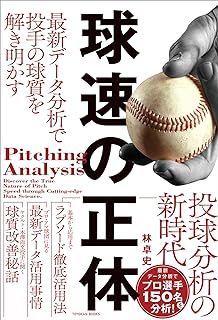 最新データ分析で
投手の球質を
解き明かす
球速の正体
Pitching
Analysis
Discover the True
Nature of Pitch
Speed through Cutting-edge
Data Science.
林 卓史
投球分析の
新時代
最新
データ分析で
プロ選手
150名を
分析!
ラプソード徹底活用法
最新データ活用事情
球質改善秘話
TOYOKAN BOOKS